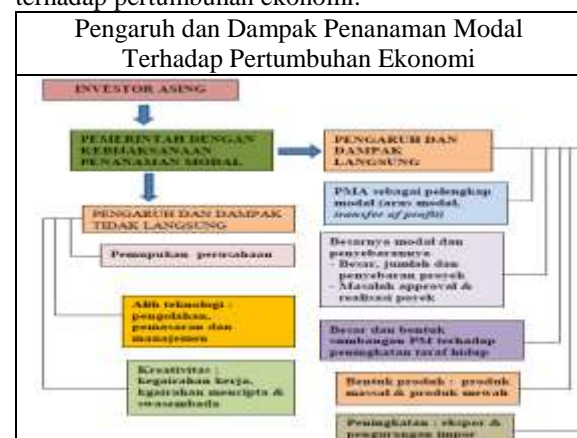 terhadap pertumbuhan ekonomi.
Pengaruh dan Dampak Penanaman Modal
Terhadap Pertumbuhan Ekonomi
INVESTOR ASING
PEMERINTAH DENGAN
KEBIJAKSANAAN
PENANAMAN MODAL
PENGARUH DAN
DAMPAK
LANGSUNG
PMA sebagai pelengkap
modal (arus modal,
transfer of profit)
PENGARUH DAN DAMPAK
TIDAK LANGSUNG
Pemupukan perusahaan
Besarnya modal dan
penyebarannya
- Besar, jumlah dan
penyebaran proyek
- Masalah approval &
realisasi poyek
Alih teknologi :
pengolahan,
pemasaran dan
manajemen
Besar dan bentuk
sumbangan PM terhadap
peningkatan taraf hidup
Kreativitas :
kegairahan kerja,
kgairahan mencipta &
swasembada
Bentuk produk : produk
massal & produk mewah
Peningkatan : ekspor &
pengurangan impor